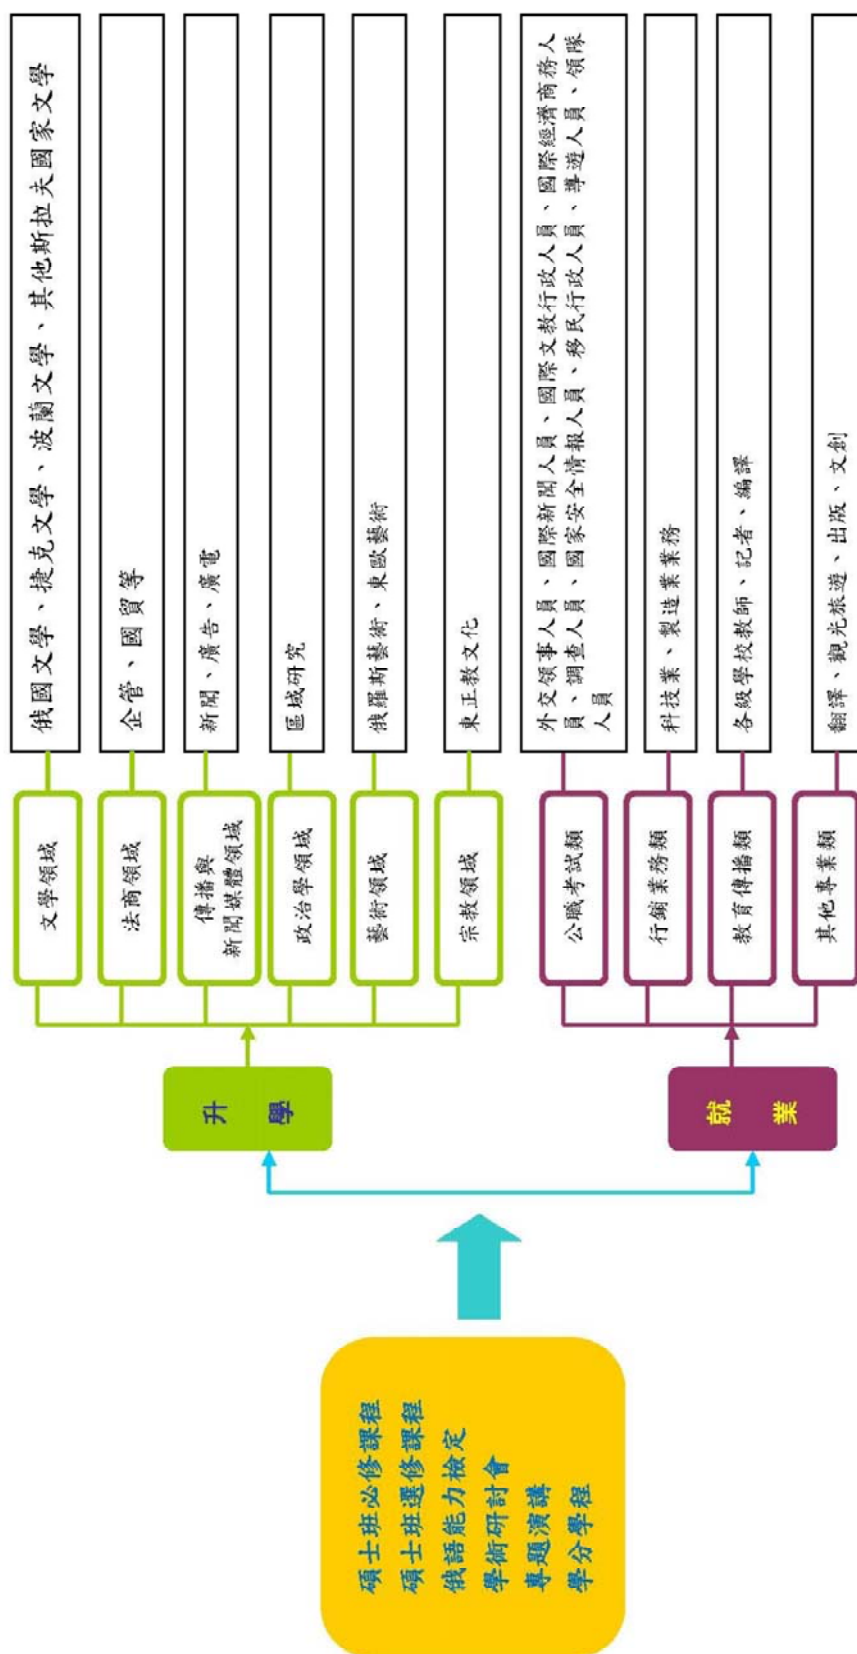 碩士班必修課程
碩士班選修課程
俄語能力檢定
學術研討會
專題演講
學分學程
升學
文學領域
俄國文學、捷克文學、波蘭文學、其他斯拉夫國家文學
法商領域
企管、國貿等
傳播與
新聞媒體領域
新聞、廣告、廣電
政治學領域
區域研究
藝術領域
俄羅斯藝術、東歐藝術
宗教領域
東正教文化
就業
公職考試類
外交領事人員、國際新聞人員、國際文教行政人員、國際經濟商務人
員、調查人員、國家安全情報人員、移民行政人員、導遊人員、領隊
人員
行銷業務類
科技業、製造業業務
教育傳播類
各級學校教師、記者、編譯
其他專業類
翻譯、觀光旅遊、出版、文創